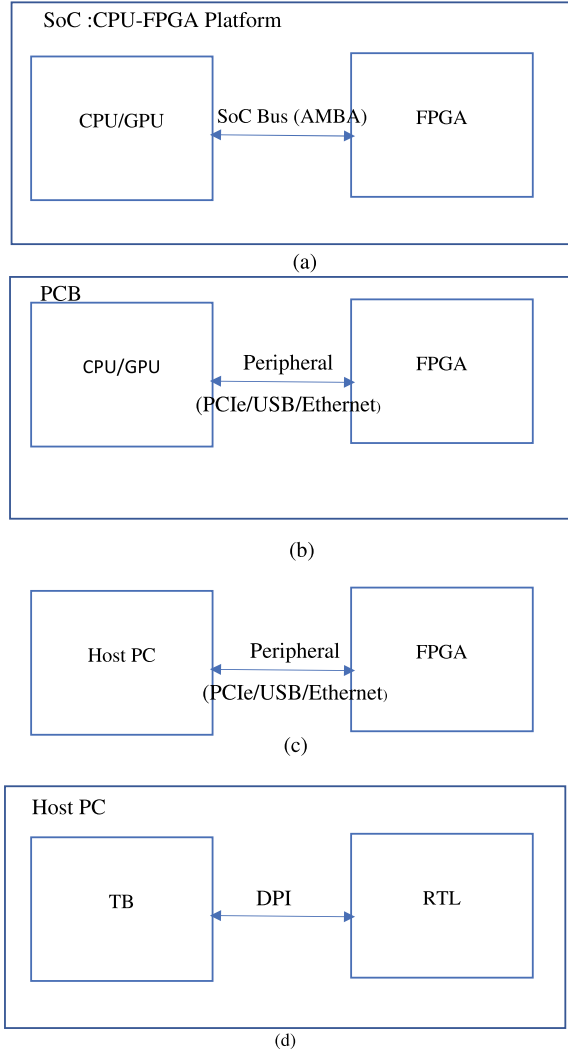 SoC :CPU-FPGA Platform
CPU/GPU
SoC Bus (AMBA)
FPGA
(a)
PCB
CPU/GPU
Peripheral
(PCIe/USB/Ethernet)
FPGA
(b)
Host PC
Peripheral
(PCIe/USB/Ethernet)
FPGA
(c)
Host PC
TB
DPI
RTL
(d)